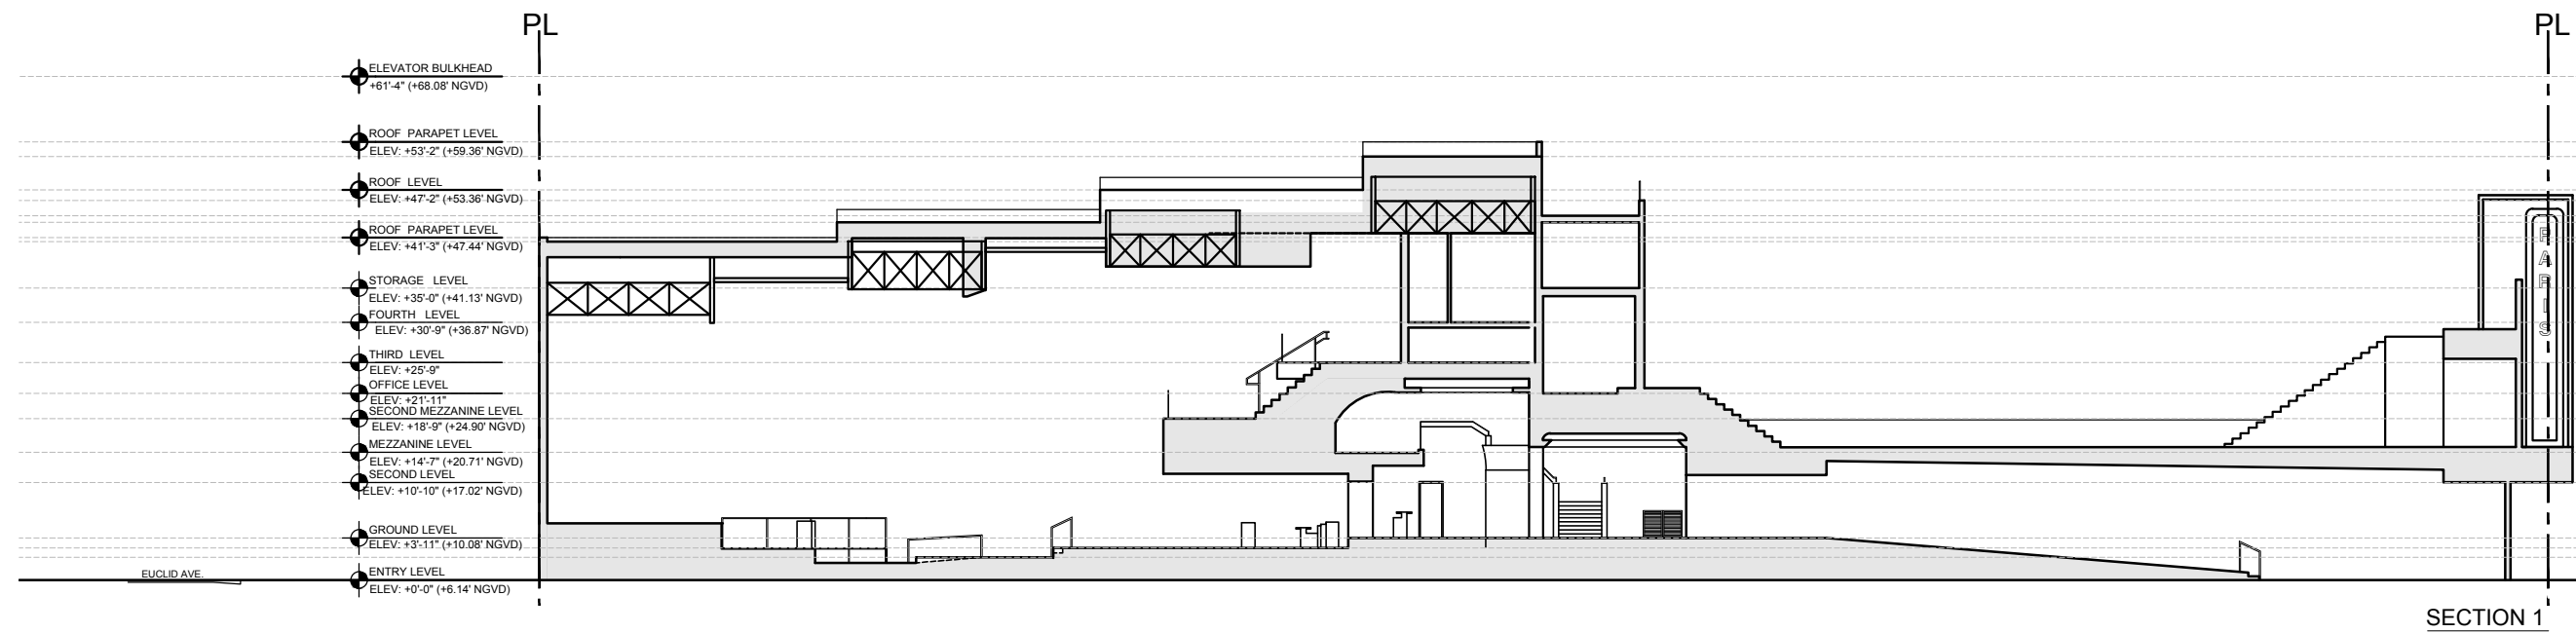 PL
PL
ELEVATOR BULKHEAD
+61'-4" (+68.08' NGVD)
ROOF PARAPET LEVEL
ELEV: +53'-2" (+59.36' NGVD)
ROOF LEVEL
ELEV: +47'-2" (+53.36' NGVD)
ROOF PARAPET LEVEL
ELEV: +41'-3" (+47.44' NGVD)
STORAGE LEVEL
ELEV: +35'-0" (+41.13' NGVD)
FOURTH LEVEL
ELEV: +30'-9" (+36.87' NGVD)
THIRD LEVEL
ELEV: +25'-9"
OFFICE LEVEL
ELEV: +21'-11"
SECOND MEZZANINE LEVEL
ELEV: +18'-9" (+24.90' NGVD)
MEZZANINE LEVEL
ELEV: +14'-7" (+20.71' NGVD)
SECOND LEVEL
ELEV: +10'-10" (+17.02' NGVD)
GROUND LEVEL
ELEV: +3'-11" (+10.08' NGVD)
EUCLID AVE.
ENTRY LEVEL
ELEV: +0'-0" (+6.14' NGVD)
PARIS
SECTION 1